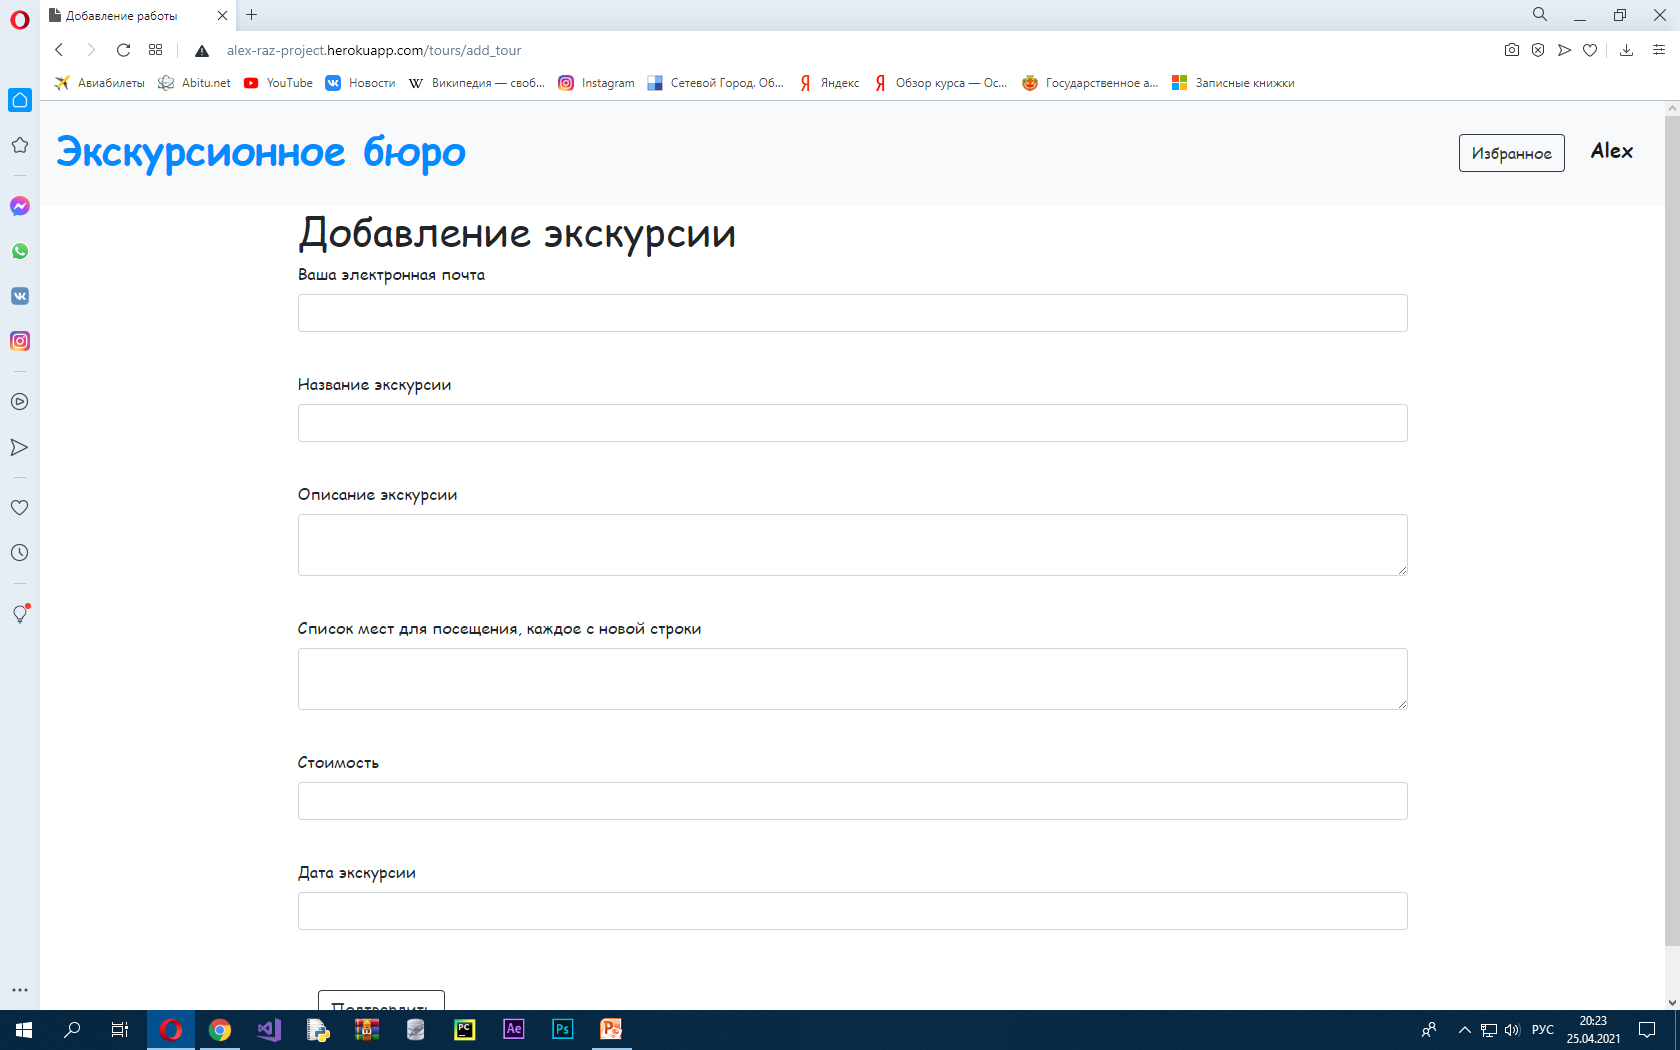 Добавление работы
alex-raz-project.herokuapp.com/tours/add_tour
Авиабилеты Abitu.net YouTube Новости Википедия — своб... Instagram Сетевой Город. Об... Яндекс Обзор курса — Ос... Государственное а... Записные книжки
Экскурсионное бюро
Избранное
Alex
Добавление экскурсии
Ваша электронная почта
Название экскурсии
Описание экскурсии
Список мест для посещения, каждое с новой строки
Стоимость
Дата экскурсии
Подтвердить
РУС
20:23
25.04.2021